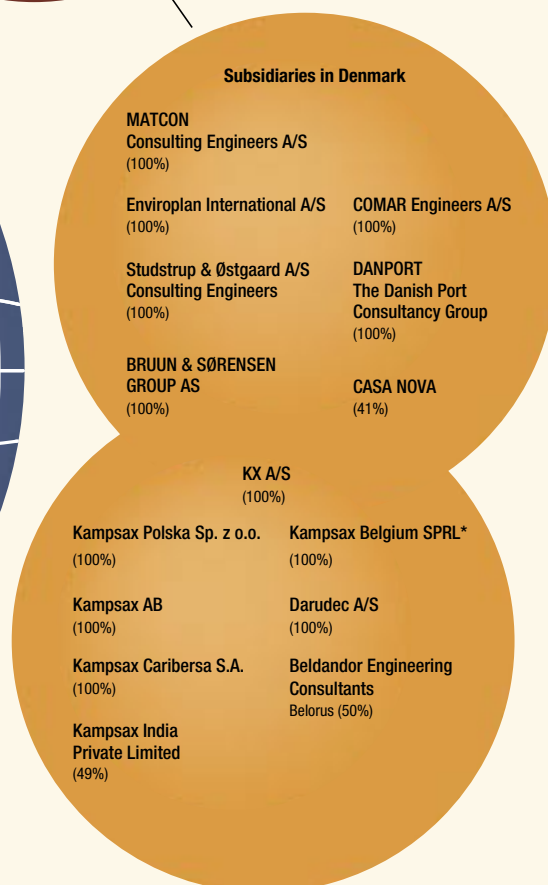 Subsidiaries in Denmark
MATCON
Consulting Engineers A/S
(100%)
Enviroplan International A/S
(100%)
COMAR Engineers A/S
(100%)
Studstrup & Østgaard A/S
Consulting Engineers
(100%)
DANPORT
The Danish Port
Consultancy Group
(100%)
BRUUN & SØRENSEN
GROUP AS
(100%)
CASA NOVA
(41%)
KX A/S
(100%)
Kampsax Polska Sp. z o.o.
(100%)
Kampsax Belgium SPRL*
(100%)
Kampsax AB
(100%)
Darudec A/S
(100%)
Kampsax Caribersa S.A.
(100%)
Beldandor Engineering
Consultants
Belorus (50%)
Kampsax India
Private Limited
(49%)